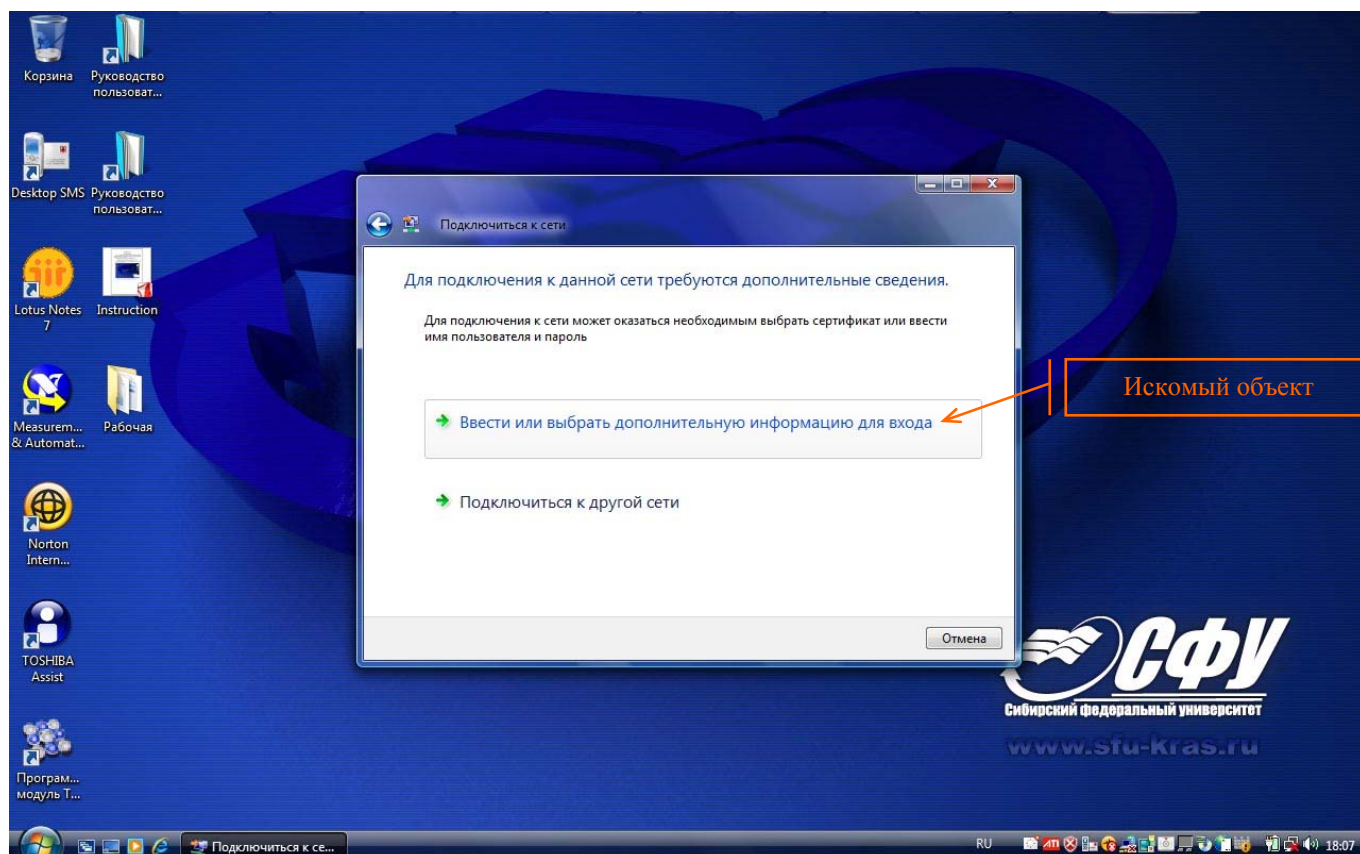 Корзина
Руководство
пользоват...
Desktop SMS
Руководство
пользоват...
Lotus Notes
7
Instruction
Measurem...
& Automat...
Рабочая
Norton
Intern...
TOSHIBA
Assist
Програм...
модуль Т...
Подключиться к сети
Для подключения к данной сети требуются дополнительные сведения.
Для подключения к сети может оказаться необходимым выбрать сертификат или ввести
имя пользователя и пароль
Ввести или выбрать дополнительную информацию для входа
Подключиться к другой сети
Отмена
Искомый объект
СфУ
Сибирский федеральный университет
www.sfu-kras.ru
Подключиться к се...
RU
ATI
18:07